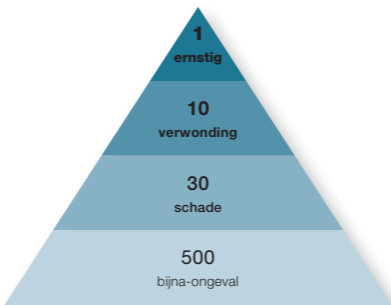 1
ernstig
10
verwonding
30
schade
500
bijna-ongeval